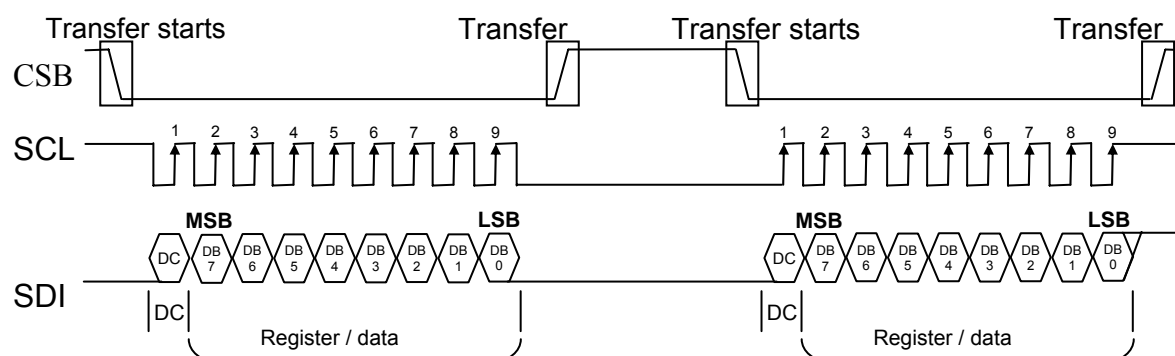 Transfer starts Transfer Transfer starts Transfer
CSB
1 2 3 4 5 6 7 8 9 1 2 3 4 5 6 7 8 9
SCL
MSB LSB MSB LSB
DC DB 7 DB 6 DB 5 DB 4 DB 3 DB 2 DB 1 DB 0 DC DB 7 DB 6 DB 5 DB 4 DB 3 DB 2 DB 1 DB 0
SDI
DC DC
Register / data Register / data